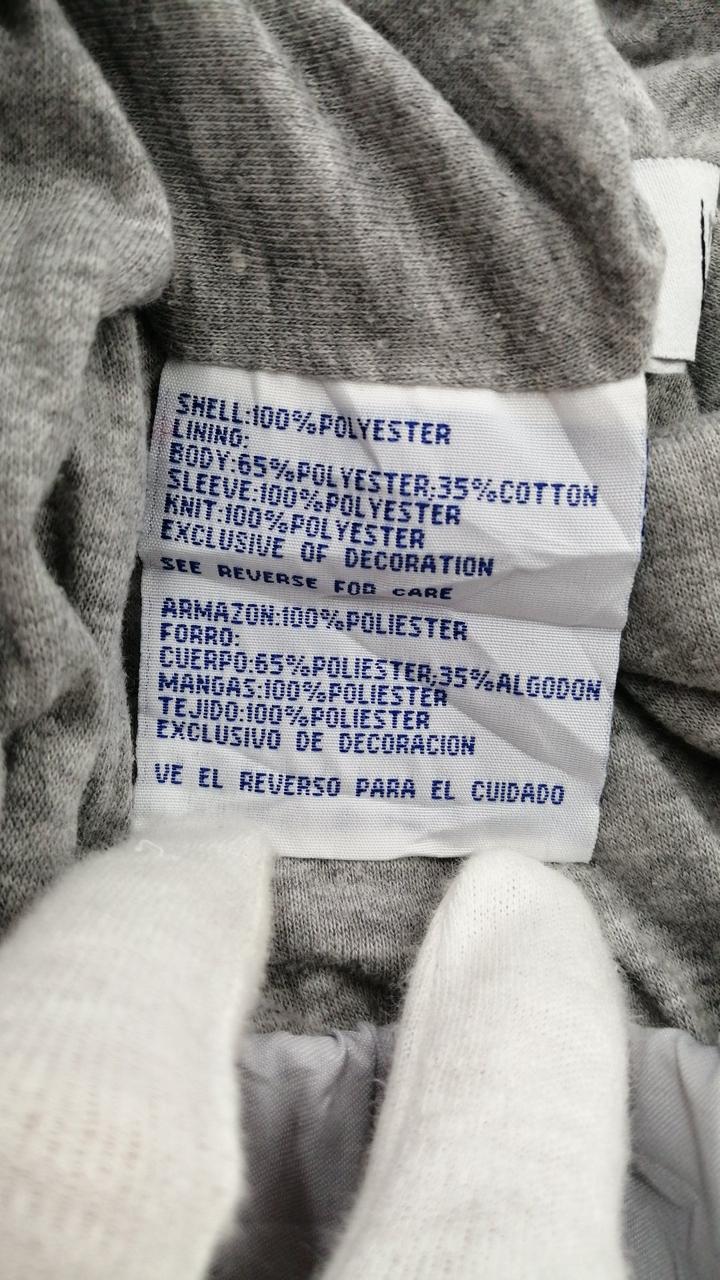 SHELL:100%POLYESTER
LINING:
BODY:65%POLYESTER;35%COTTON
SLEEVE:100%POLYESTER
KNIT:100%POLYESTER
EXCLUSIVE OF DECORATION
SEE REVERSE FOR CARE
ARMAZON:100%POLIESTER
FORRO:
CUERPO:65%POLIESTER;35%ALGODON
MANGAS:100%POLIESTER
TEJIDO:100%POLIESTER
EXCLUSIVO DE DECORACION
VE EL REVERSO PARA EL CUIDADO